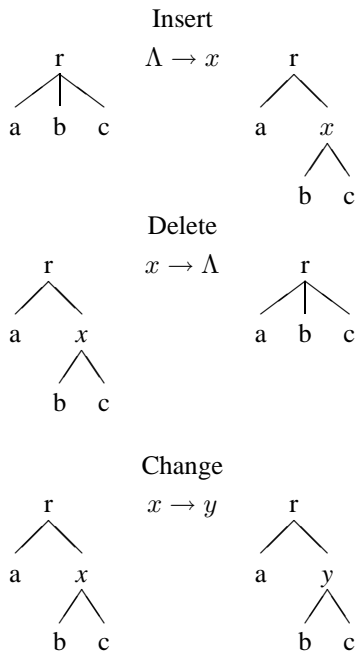 Insert
Λ → x
r r
a b c a x
b c
Delete
x → Λ
r r
a x a b c
b c
Change
x → y
r r
a x a y
b c b c